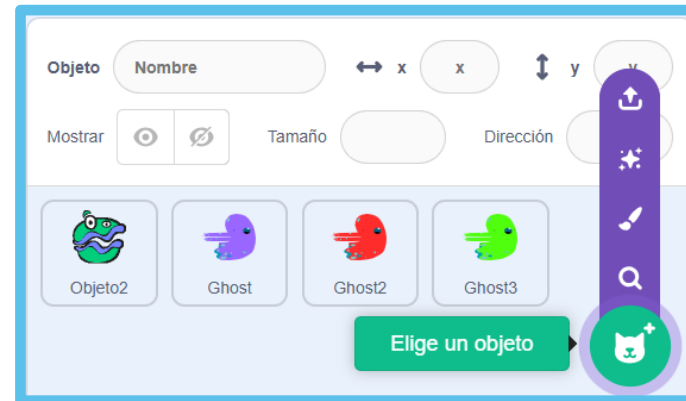 Objeto Nombre x x y
Mostrar Tamaño Dirección
Objeto2 Ghost Ghost2 Ghost3
Elige un objeto